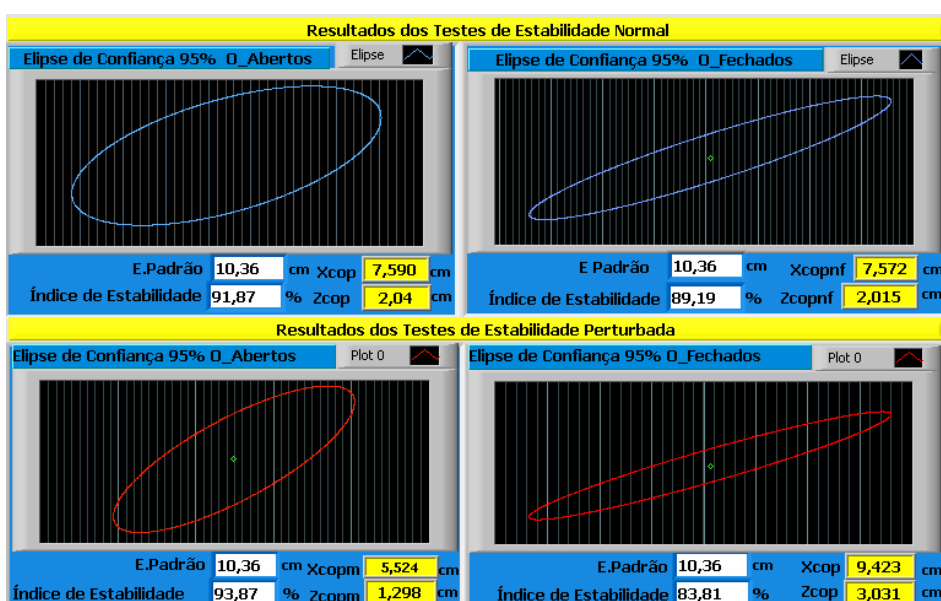 Resultados dos Testes de Estabilidade Normal
Elipse de Confiança 95% O_Abertos Elipse
Elipse de Confiança 95% O_Fechados Elipse
E.Padrão 10,36 cm Xcop 7,590 cm
Índice de Estabilidade 91,87 % Zcop 2,04 cm
E Padrão 10,36 cm Xcopnf 7,572 cm
Índice de Estabilidade 89,19 % Zcopnf 2,015 cm
Resultados dos Testes de Estabilidade Perturbada
Elipse de Confiança 95% O_Abertos Plot 0
Elipse de Confiança 95% O_Fechados Plot 0
E.Padrão 10,36 cm Xcopm 5,524 cm
Índice de Estabilidade 93,87 % Zcopm 1,298 cm
E.Padrão 10,36 cm Xcop 9,423 cm
Índice de Estabilidade 83,81 % Zcop 3,031 cm